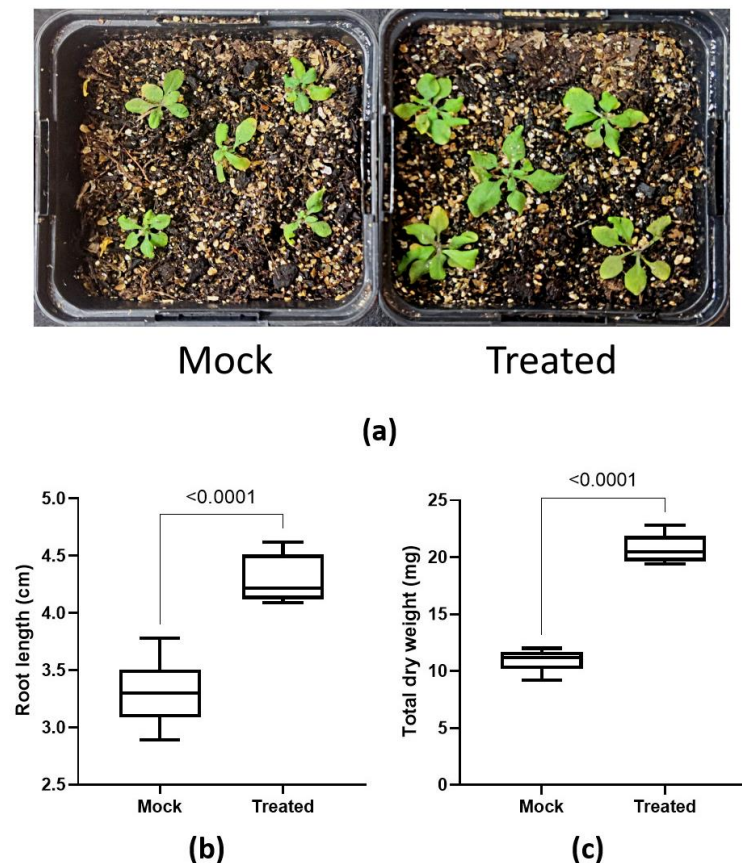 Mock Treated
(a)
<0.0001
5.0
4.5
4.0
3.5
3.0
2.5
Root length (cm)
Mock Treated
(b)
<0.0001
25
20
15
10
5
0
Total dry weight (mg)
Mock Treated
(c)